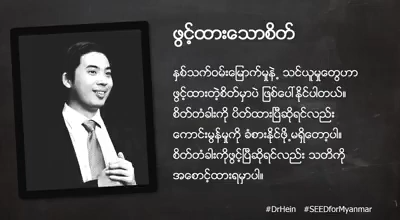 ဖွင့်ထားသောစိတ်
နှစ်သက်ဝမ်းမြောက်မှုနဲ့ သင်ယူမှုတွေဟာ
ဖွင့်ထားတဲ့စိတ်မှာပဲ ဖြစ်ပေါ်နိုင်ပါတယ်။
စိတ်တံခါးကို ပိတ်ထားပြီဆိုရင်လည်း
ကောင်းမွန်မှုကို ခံစားနိုင်ဖို့ မရှိတော့ပါ။
စိတ်တံခါးကိုဖွင့်ပြီဆိုရင်လည်း သတိကို
အစောင့်ထားရမှာပါ။
#DrHein #SEEDforMyanmar